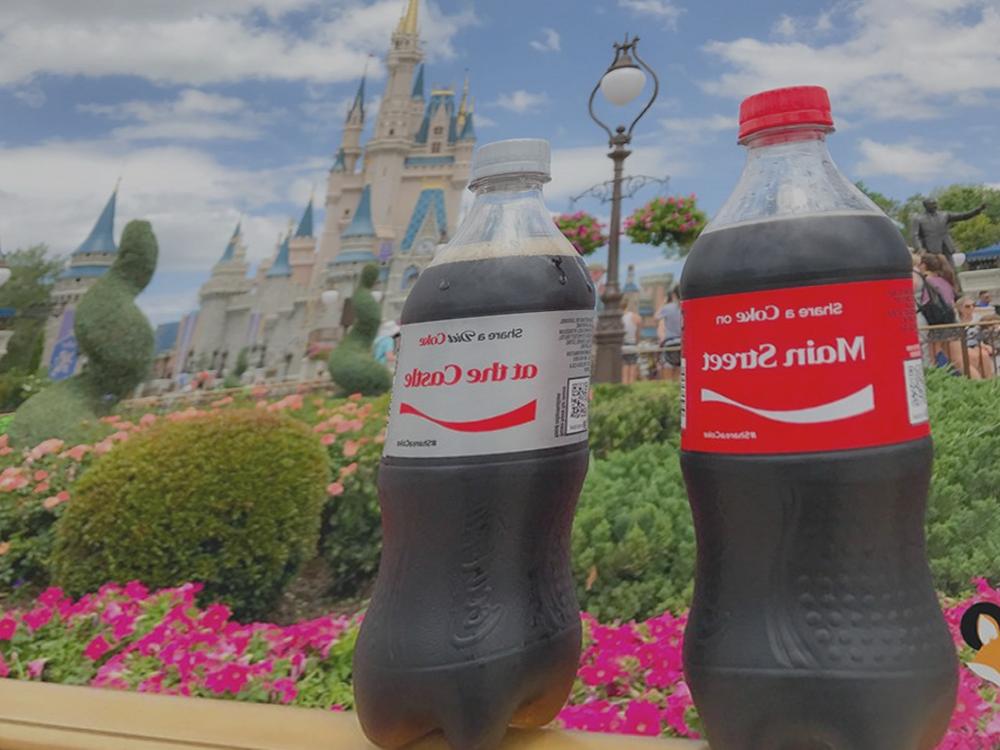 Share a Diet Coke
at the Castle
#ShareaCoke
Share a Coke on
Main Street
#ShareaCoke